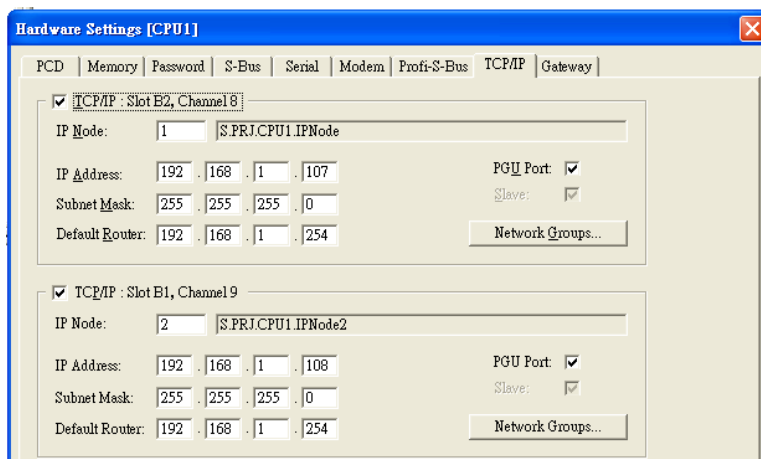 Hardware Settings [CPU1]
PCD Memory Password S-Bus Serial Modem Profi-S-Bus TCP/IP Gateway
TCP/IP : Slot B2, Channel 8
IP Node: 1 S.PRJ.CPU1.IPNode
IP Address: 192 . 168 . 1 . 107 PGU Port:
Slave:
Subnet Mask: 255 . 255 . 255 . 0
Default Router: 192 . 168 . 1 . 254 Network Groups...
TCP/IP : Slot B1, Channel 9
IP Node: 2 S.PRJ.CPU1.IPNode2
IP Address: 192 . 168 . 1 . 108 PGU Port:
Slave:
Subnet Mask: 255 . 255 . 255 . 0
Default Router: 192 . 168 . 1 . 254 Network Groups...